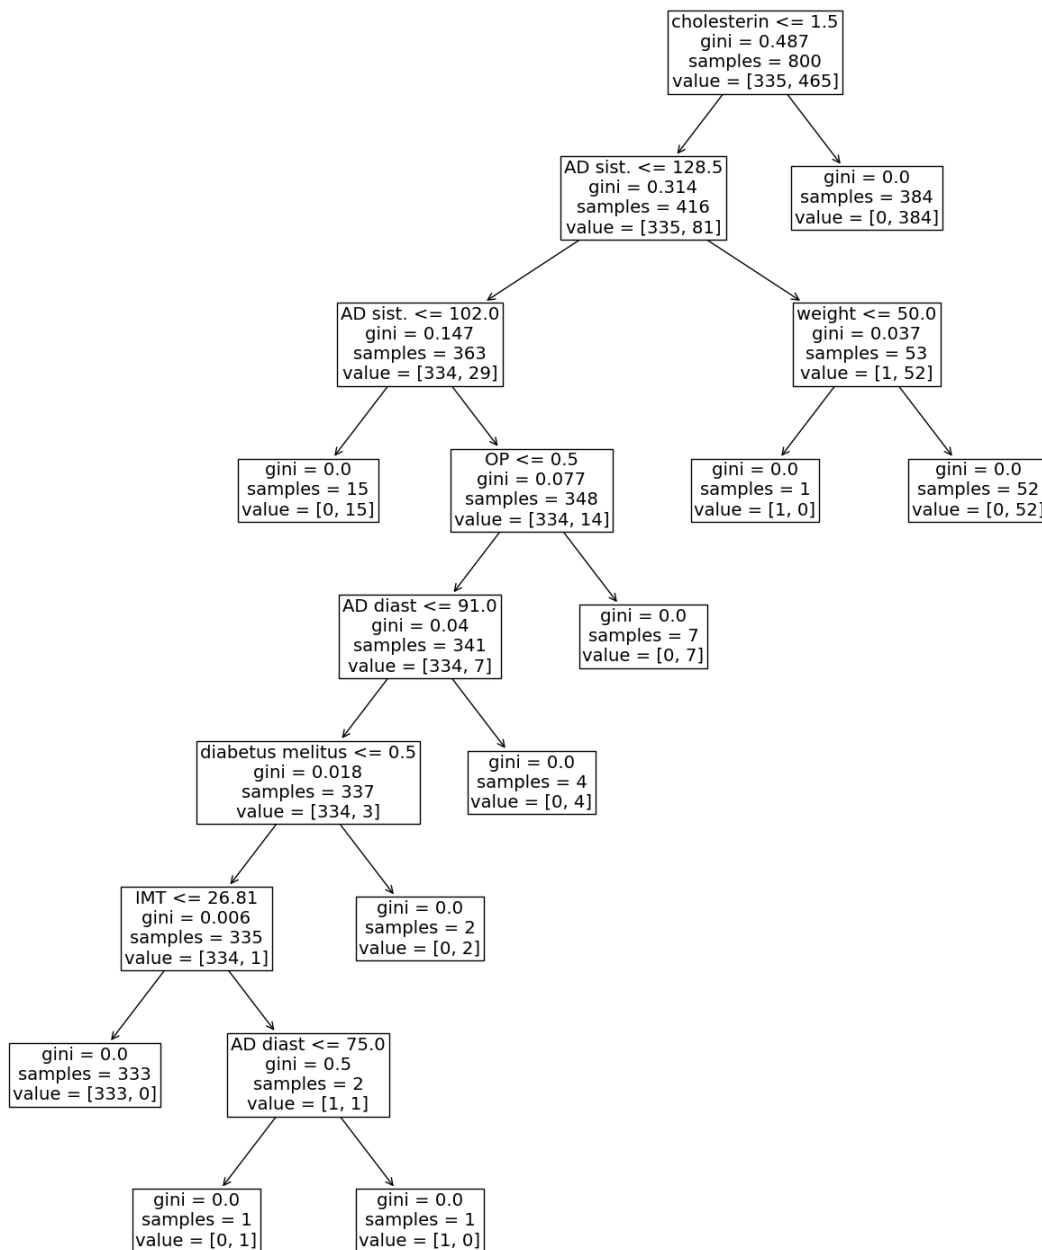 cholesterin <= 1.5
gini = 0.487
samples = 800
value = [335, 465]
AD sist. <= 128.5
gini = 0.314
samples = 416
value = [335, 81]
gini = 0.0
samples = 384
value = [0, 384]
AD sist. <= 102.0
gini = 0.147
samples = 363
value = [334, 29]
weight <= 50.0
gini = 0.037
samples = 53
value = [1, 52]
gini = 0.0
samples = 15
value = [0, 15]
OP <= 0.5
gini = 0.077
samples = 348
value = [334, 14]
gini = 0.0
samples = 1
value = [1, 0]
gini = 0.0
samples = 52
value = [0, 52]
AD diast <= 91.0
gini = 0.04
samples = 341
value = [334, 7]
gini = 0.0
samples = 7
value = [0, 7]
diabetus melitus <= 0.5
gini = 0.018
samples = 337
value = [334, 3]
gini = 0.0
samples = 4
value = [0, 4]
IMT <= 26.81
gini = 0.006
samples = 335
value = [334, 1]
gini = 0.0
samples = 2
value = [0, 2]
gini = 0.0
samples = 333
value = [333, 0]
AD diast <= 75.0
gini = 0.5
samples = 2
value = [1, 1]
gini = 0.0
samples = 1
value = [0, 1]
gini = 0.0
samples = 1
value = [1, 0]